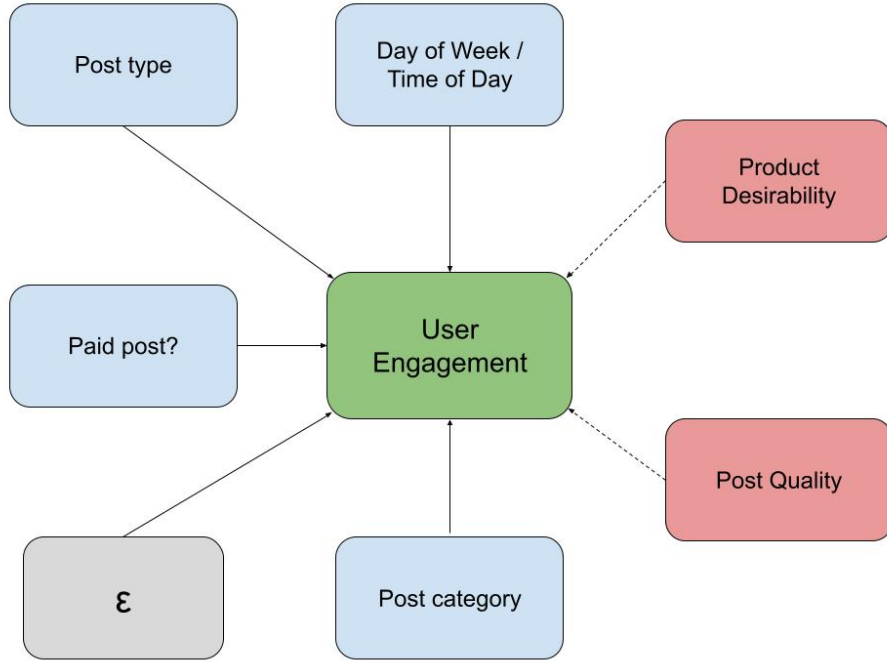 Post type
Day of Week /
Time of Day
Product
Desirability
Paid post?
User
Engagement
Post Quality
ε
Post category